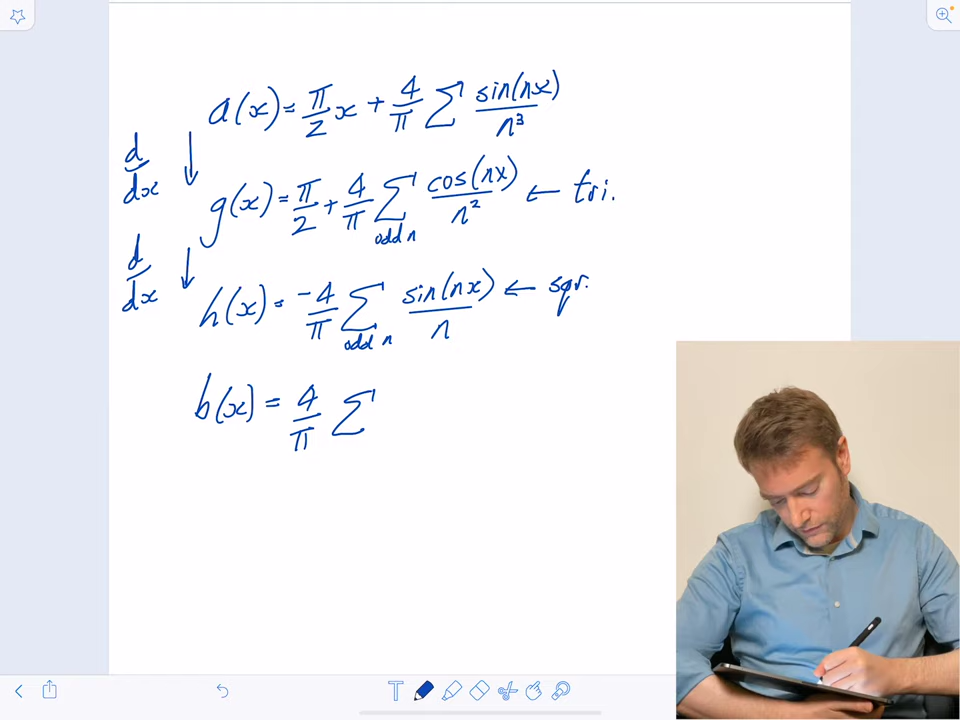 a(x) = π/2 x + 4/π ∑ sin(nx)/n³
d/dx ↓
g(x) = π/2 + 4/π ∑ odd n cos(nx)/n² ← tri.
d/dx ↓
h(x) = -4/π ∑ odd n sin(nx)/n ← sqr.
b(x) = 4/π ∑
T